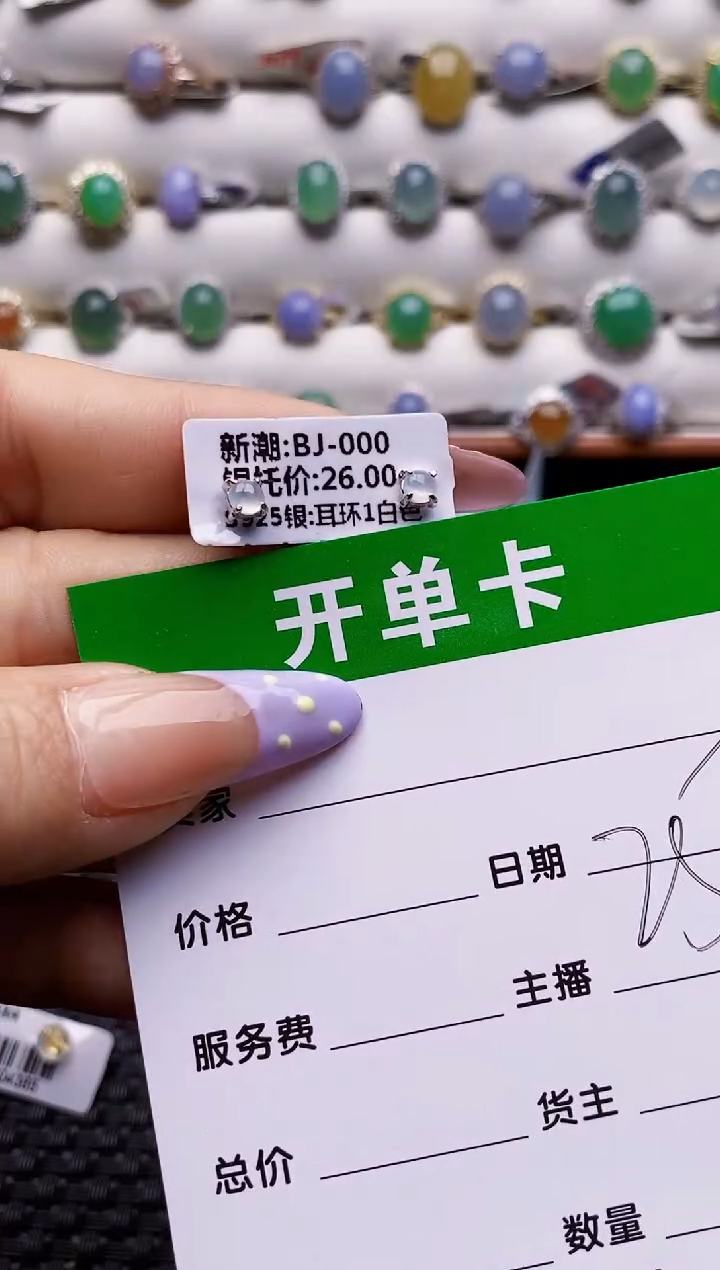 新潮:BJ-000
银托价:26.00
S925银:耳环1白色
开单卡
家
价格
日期
服务费
主播
总价
货主
数量